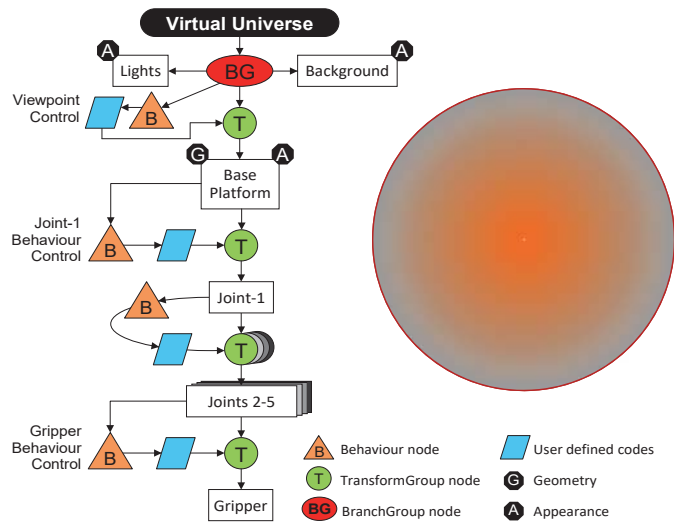 Virtual Universe
A
A
Lights
BG
Background
Viewpoint
Control
B
T
G
A
Base
Platform
Joint-1
Behaviour
Control
B
T
Joint-1
B
T
Joints 2-5
Gripper
Behaviour
Control
B
T
Gripper
B Behaviour node
User defined codes
T TransformGroup node
G Geometry
BG BranchGroup node
A Appearance